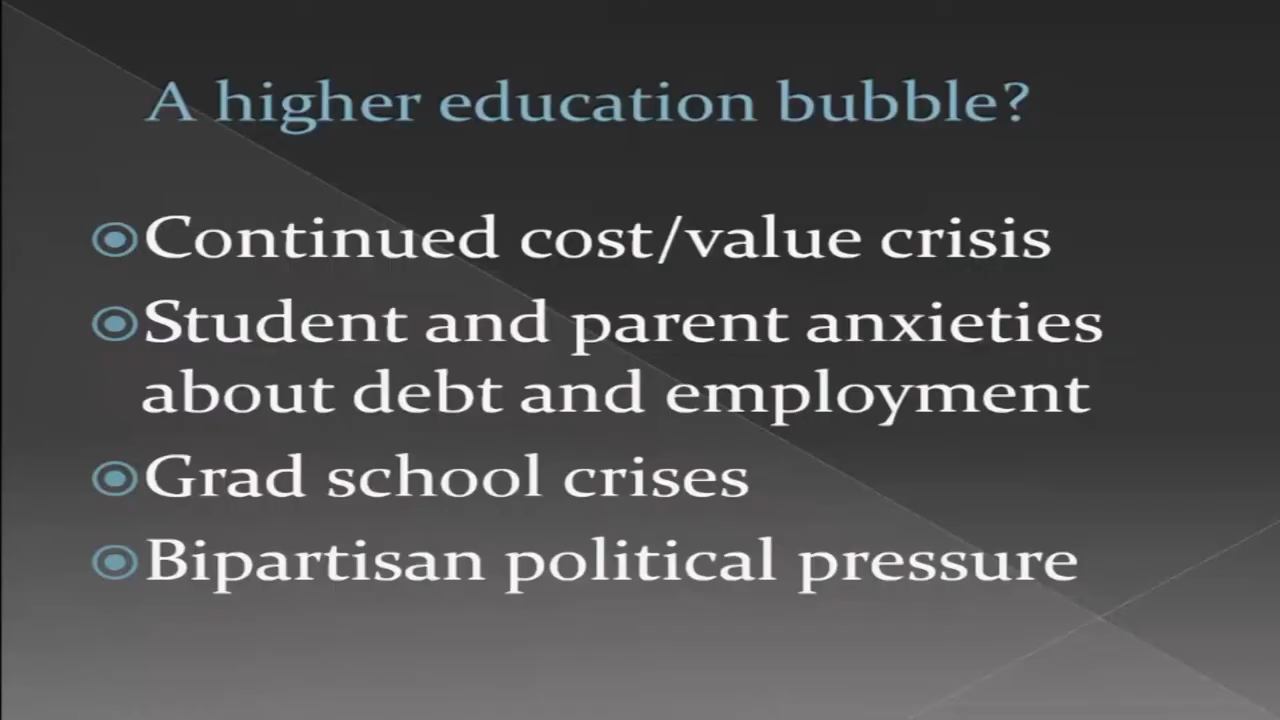 A higher education bubble?
Continued cost/value crisis
Student and parent anxieties
about debt and employment
Grad school crises
Bipartisan political pressure